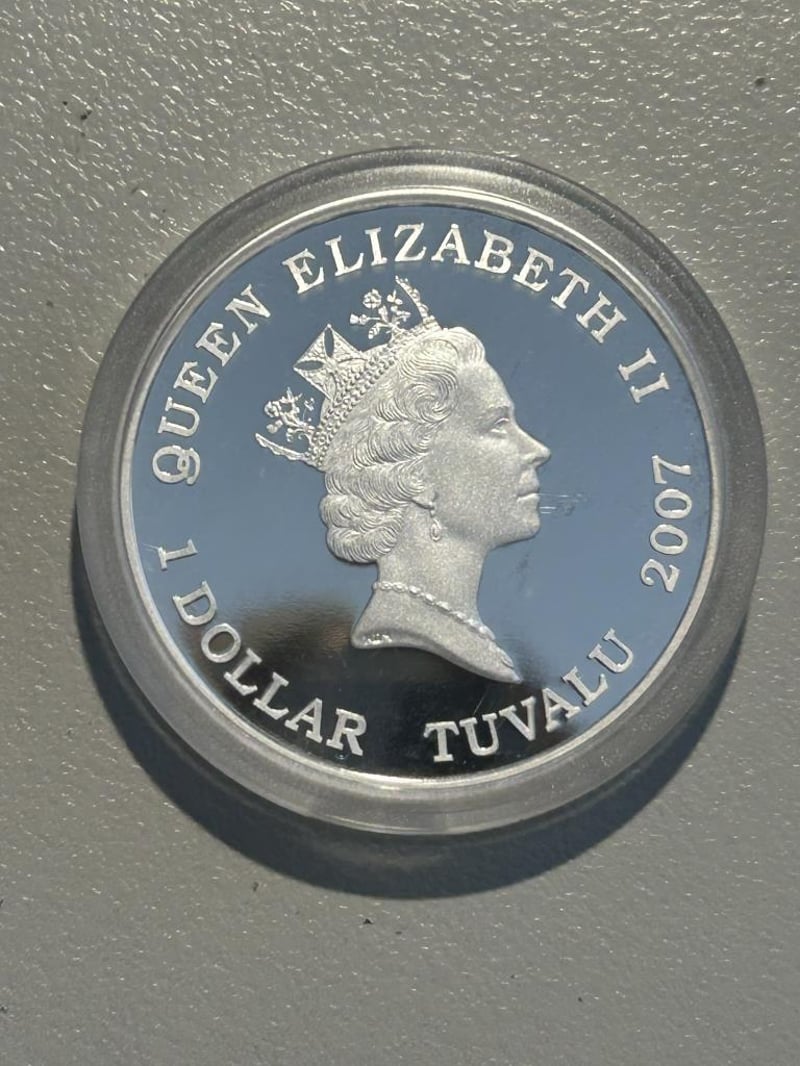 QUEEN ELIZABETH II 2007
1 DOLLAR TUVALU